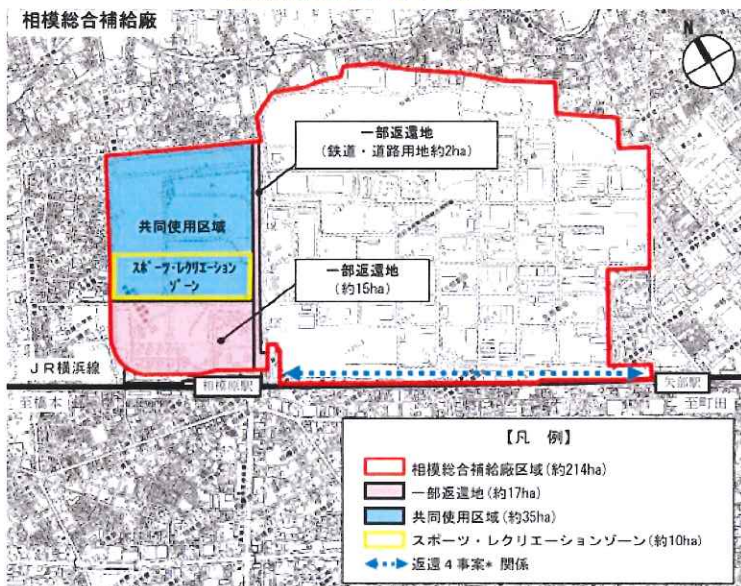 相模総合補給廠
N
一部返還地
(鉄道・道路用地約2ha)
共同使用区域
スポーツ・レクリエーション
ゾーン
一部返還地
(約15ha)
JR横浜線
相模原駅
矢部駅
至橋本
至町田
【凡 例】
相模総合補給廠区域(約214ha)
一部返還地(約17ha)
共同使用区域(約35ha)
スポーツ・レクリエーションゾーン(約10ha)
返還4事案* 関係